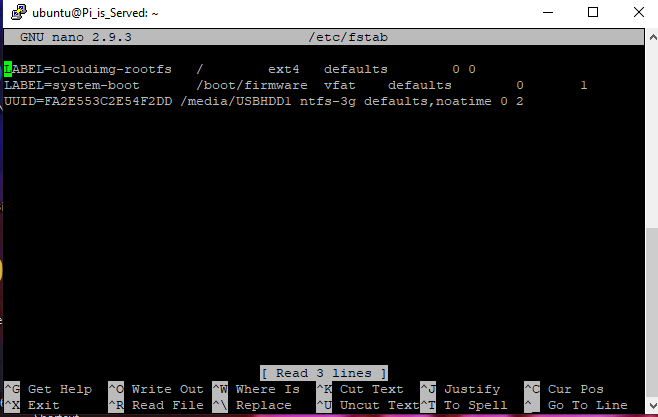 ubuntu@Pi_is_Served: ~
GNU nano 2.9.3 /etc/fstab
LABEL=cloudimg-rootfs / ext4 defaults 0 0
LABEL=system-boot /boot/firmware vfat defaults 0 1
UUID=FA2E553C2E54F2DD /media/USBHDD1 ntfs-3g defaults,noatime 0 2
[ Read 3 lines ]
^G Get Help ^O Write Out ^W Where Is ^K Cut Text ^J Justify ^C Cur Pos
^X Exit ^R Read File ^\ Replace ^U Uncut Text ^T To Spell ^_ Go To Line